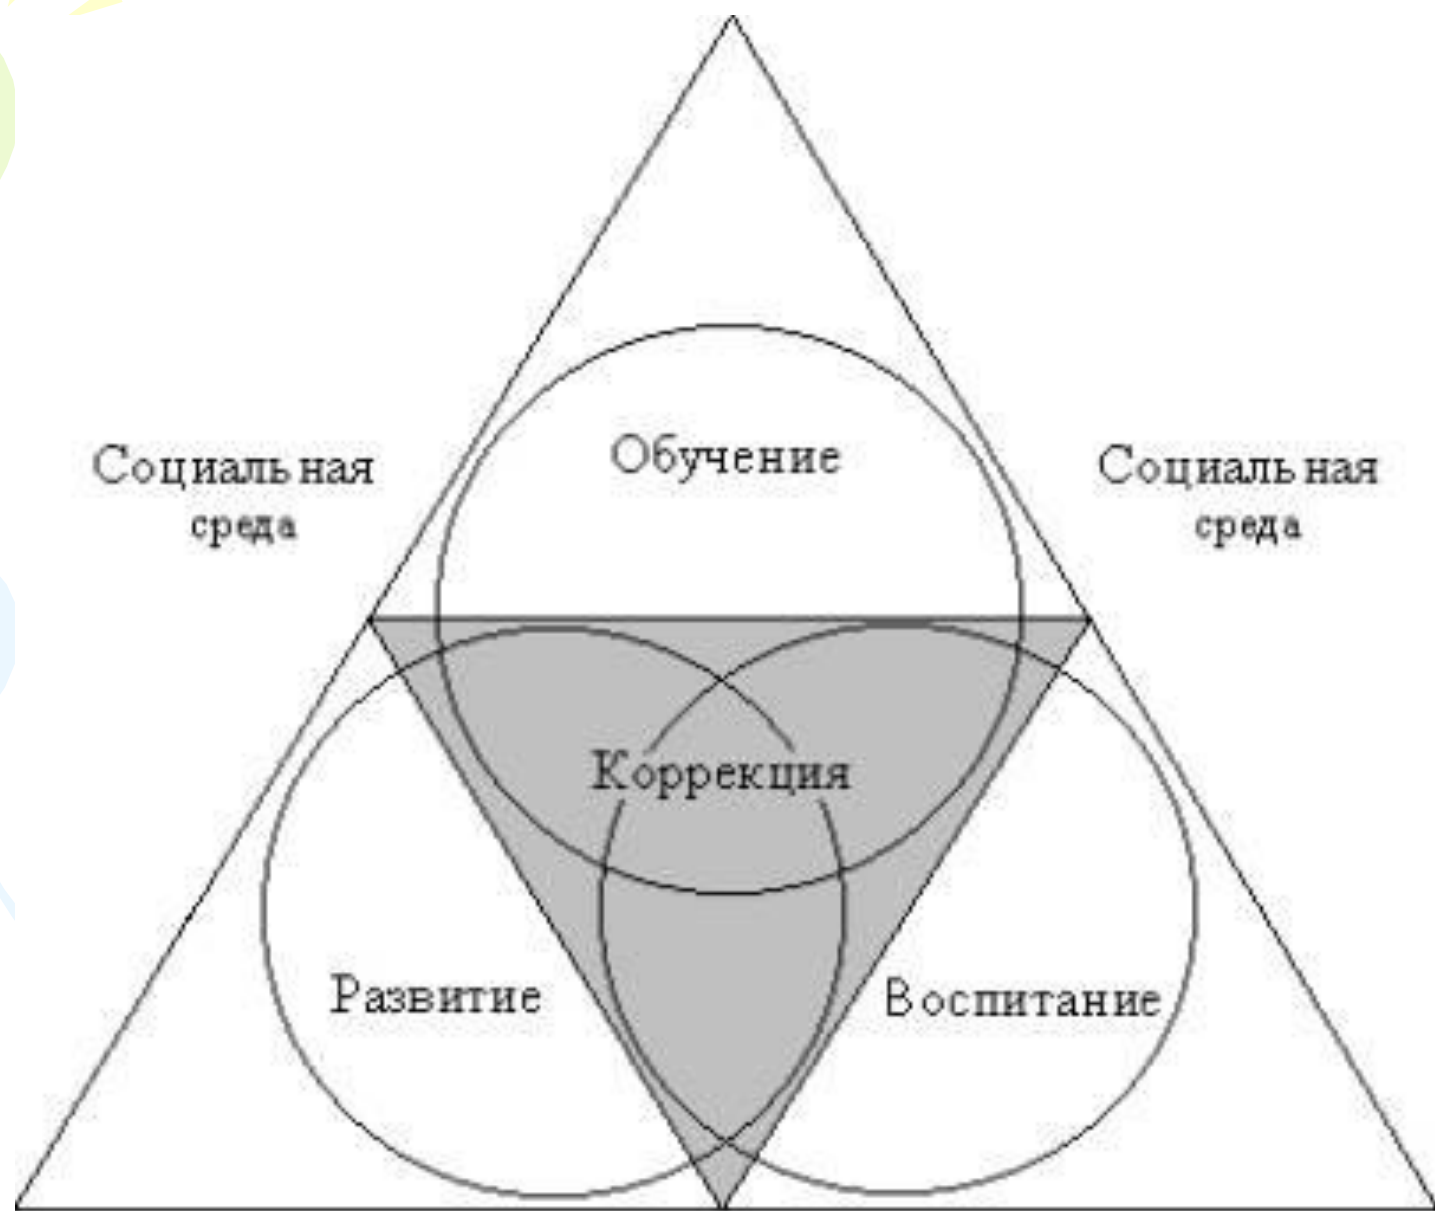 Обучение
Социальная
среда
Социальная
среда
Коррекция
Развитие
Воспитание